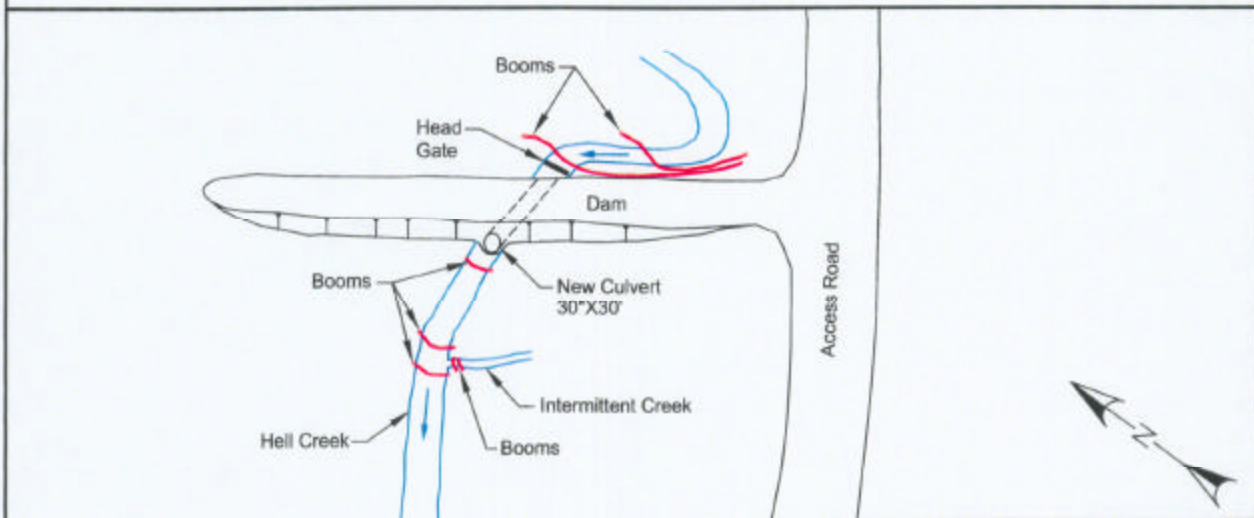 Booms
Head
Gate
Dam
Booms
New Culvert
30"X30'
Access Road
Intermittent Creek
Hell Creek
Booms
N